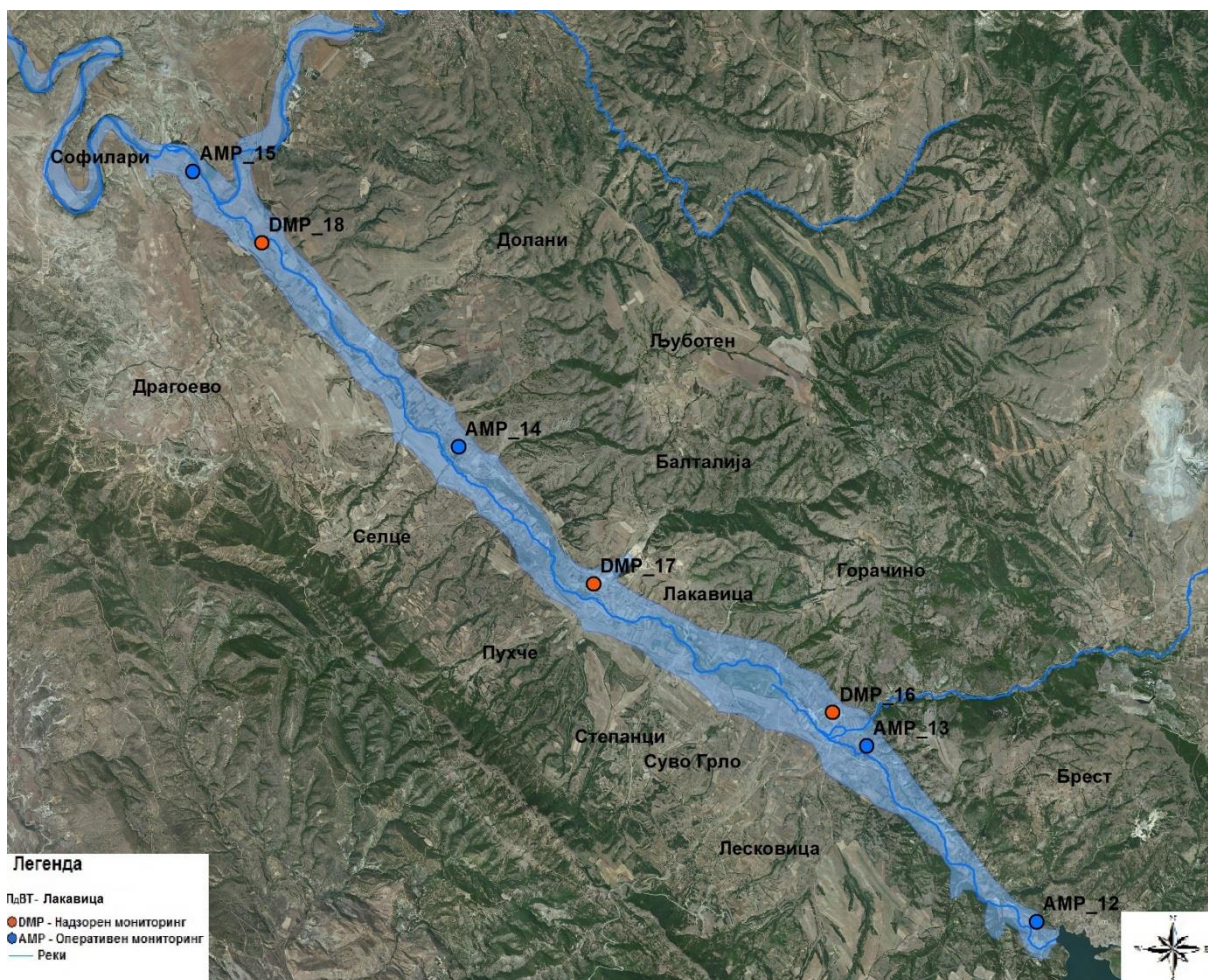 Софилари
AMP_15
DMP_18
Долани
Љуботен
Драгоево
AMP_14
Балталија
Селце
DMP_17
Горачино
Лакавица
Пухче
DMP_16
Степанци
AMP_13
Суво Грло
Брест
Лесковица
AMP_12
Легенда
ПдВТ- Лакавица
DMP - Надзорен мониторинг
AMP - Оперативен мониторинг
Реки